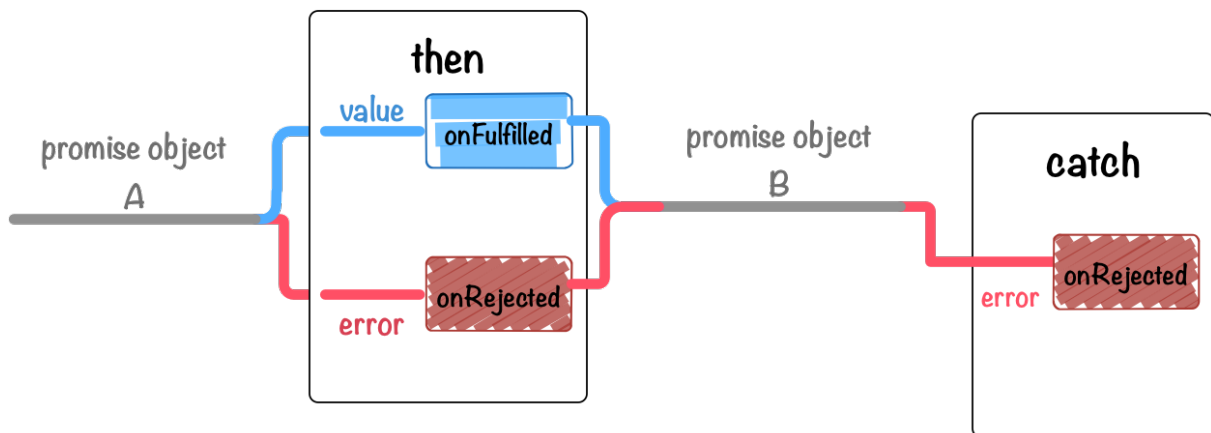 promise object
A
then
value
onFulfilled
error
onRejected
promise object
B
catch
error
onRejected